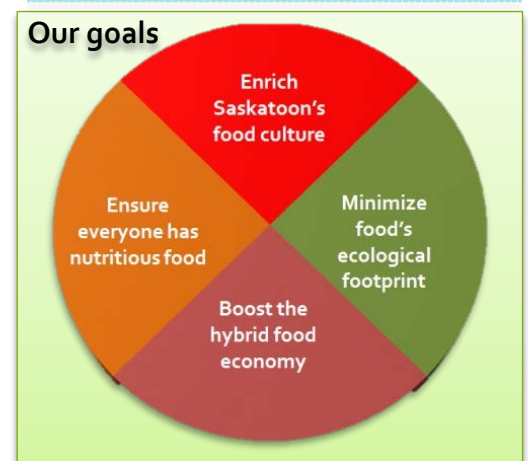 Our goals
Enrich
Saskatoon's
food culture
Ensure
everyone has
nutritious food
Minimize
food's
ecological
footprint
Boost the
hybrid food
economy